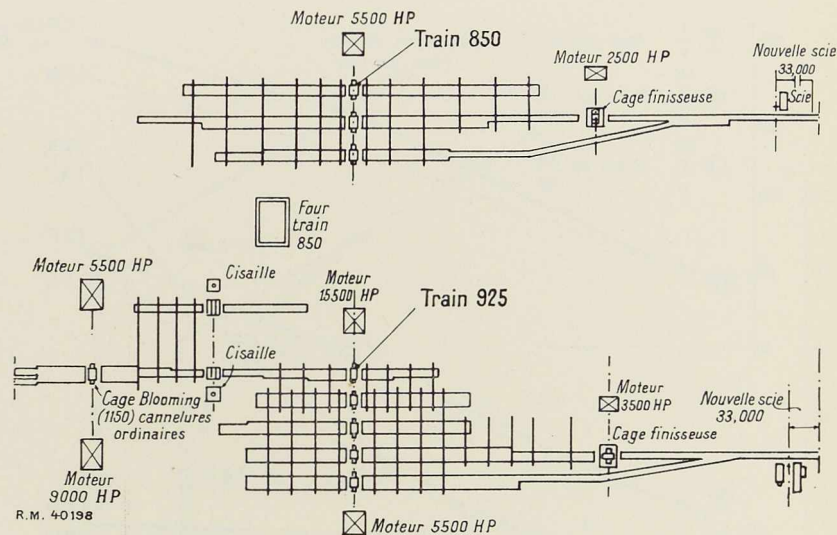 Moteur 5500 HP
Train 850
Moteur 2500 HP
Nouvelle scie
33,000
Scie
Cage finisseuse
Four
train
850
Moteur 5500 HP
Cisaille
Moteur
15500 HP
Train 925
Cisaille
Cage Blooming
(1150) cannelures
ordinaires
Moteur
3500 HP
Nouvelle scie
33,000
Cage finisseuse
Moteur
9000 HP
R.M. 40198
Moteur 5500 HP